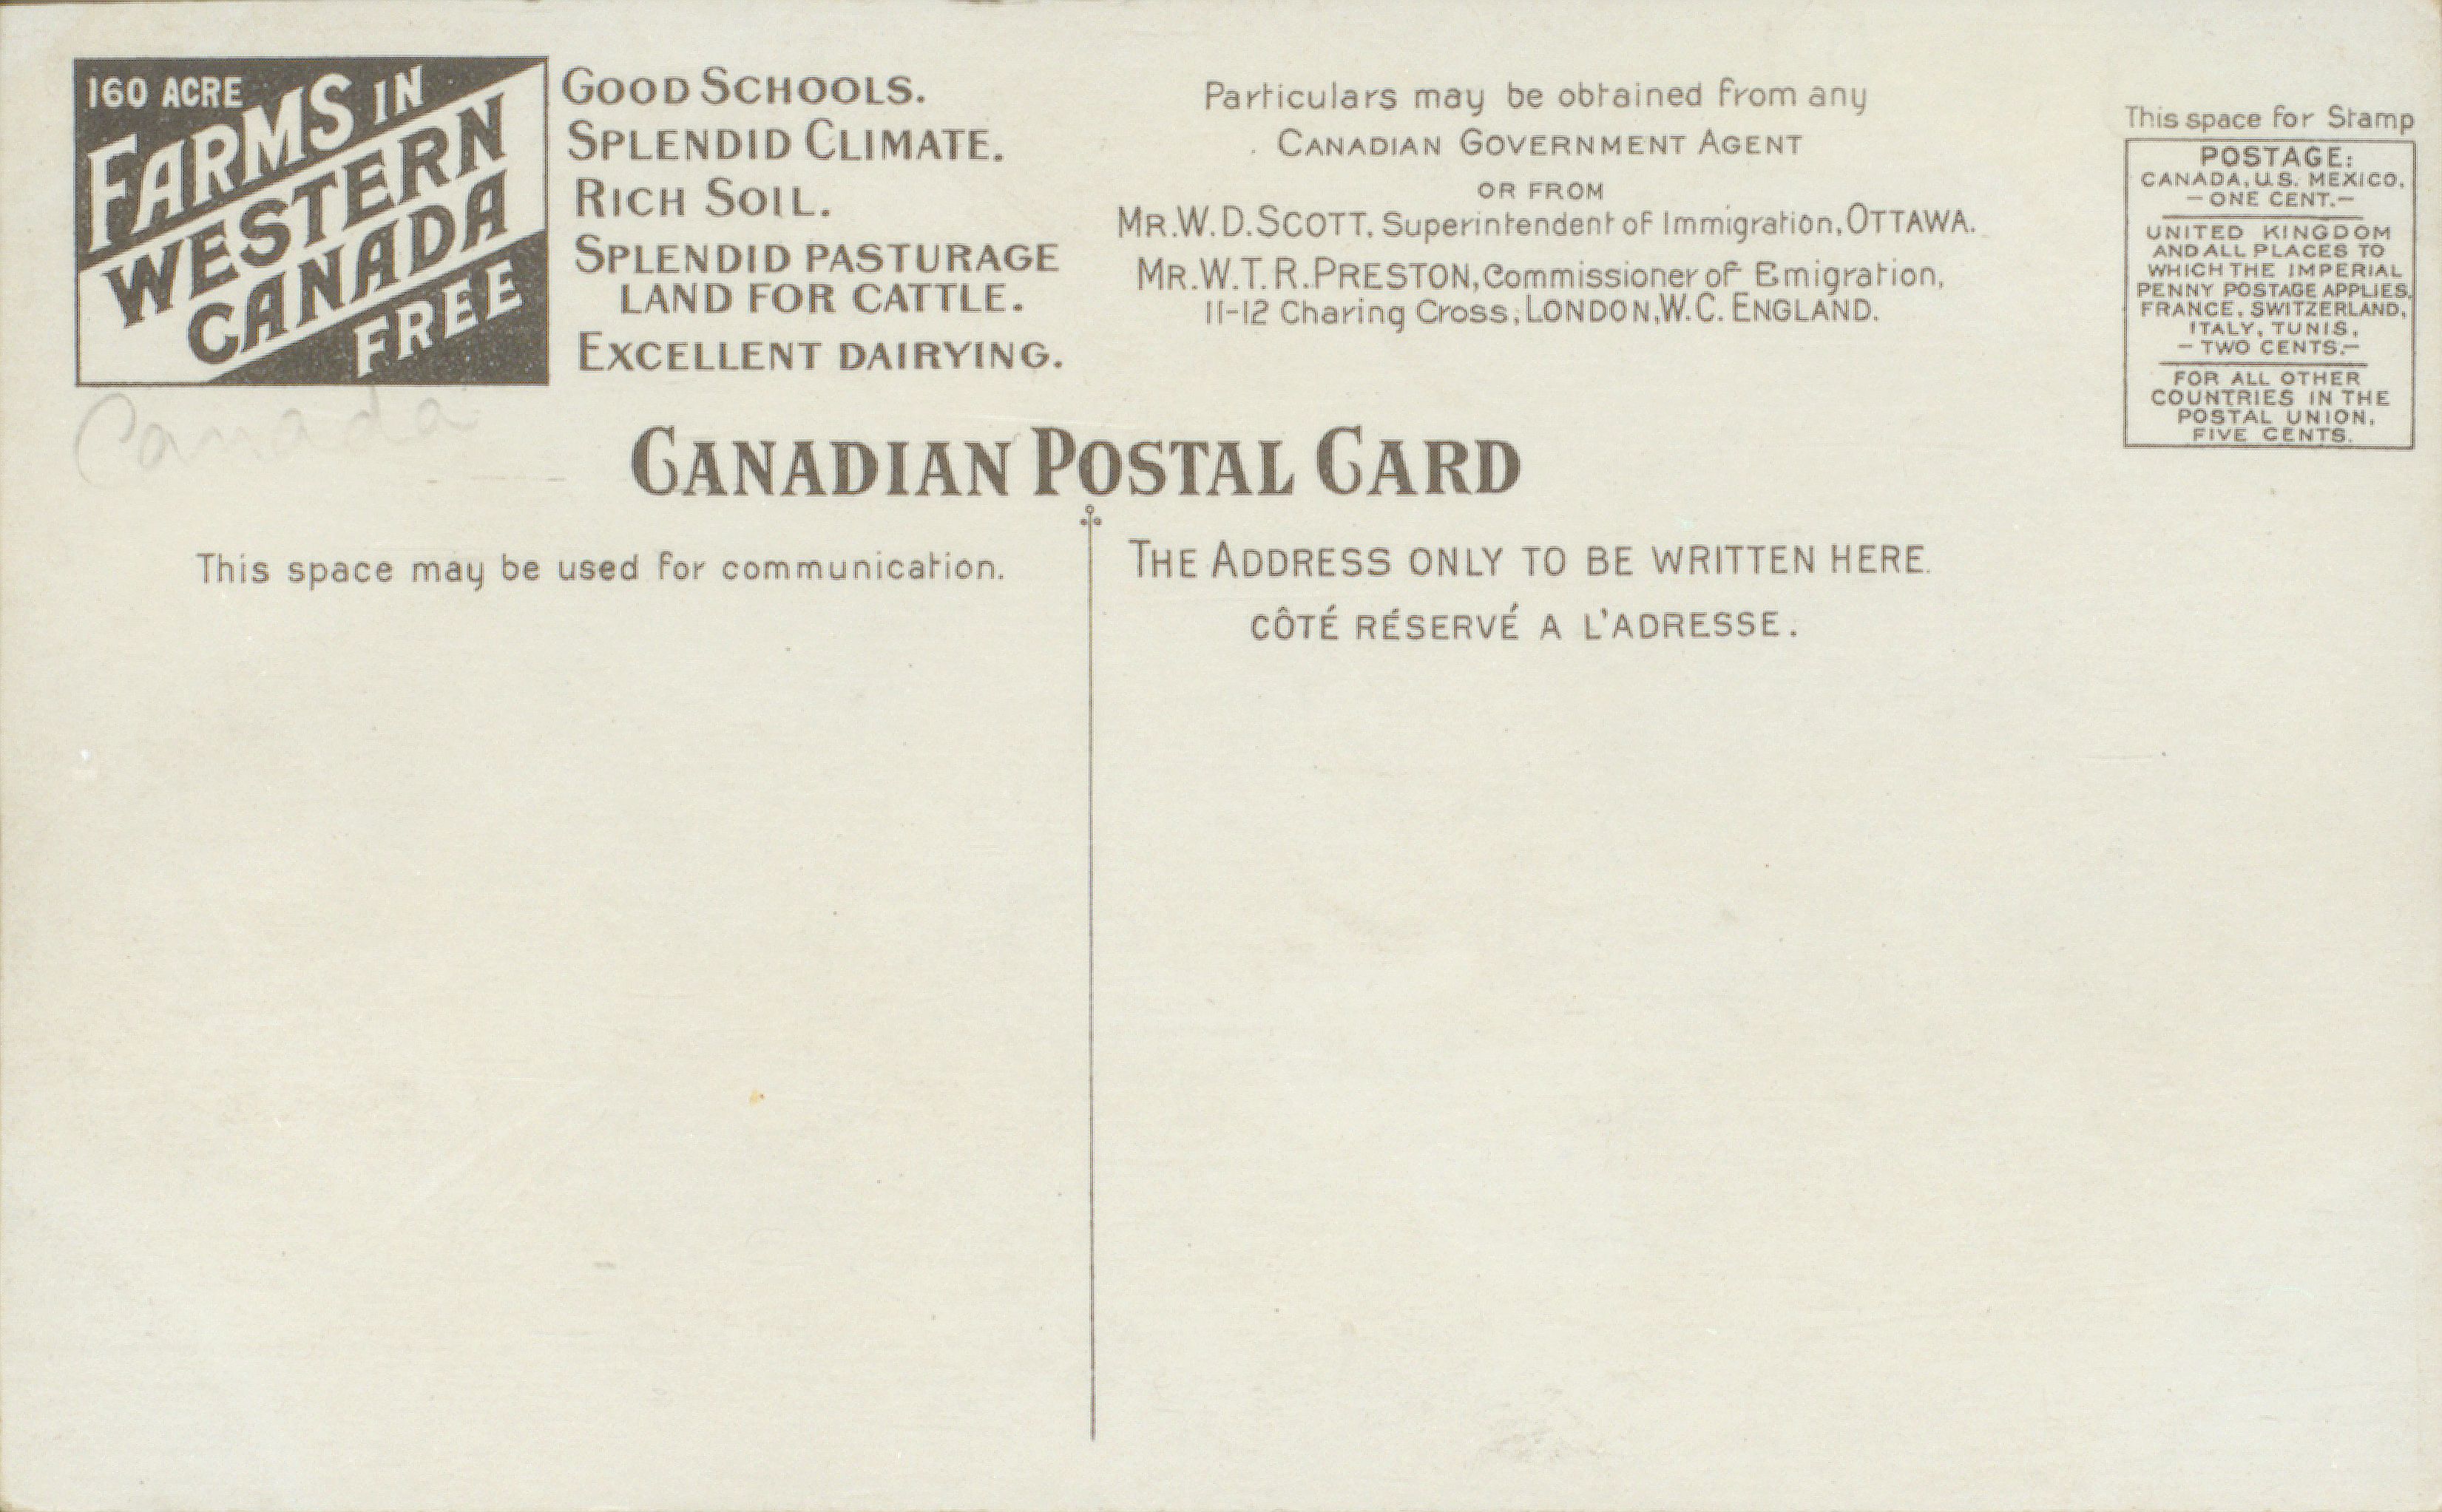 160 ACRE
FARMS IN
WESTERN
CANADA
FREE
GOOD SCHOOLS.
SPLENDID CLIMATE.
RICH SOIL.
SPLENDID PASTURAGE
LAND FOR CATTLE.
EXCELLENT DAIRYING.
Particulars may be obtained from any
CANADIAN GOVERNMENT AGENT
OR FROM
MR. W. D. SCOTT, Superintendent of Immigration, OTTAWA.
MR. W. T. R. PRESTON, Commissioner of Emigration,
11-12 Charing Cross, LONDON, W. C. ENGLAND.
This space for Stamp
POSTAGE:
CANADA, U.S. MEXICO,
— ONE CENT. —
UNITED KINGDOM
AND ALL PLACES TO
WHICH THE IMPERIAL
PENNY POSTAGE APPLIES,
FRANCE, SWITZERLAND,
ITALY, TUNIS,
— TWO CENTS. —
FOR ALL OTHER
COUNTRIES IN THE
POSTAL UNION,
FIVE CENTS.
Canada
CANADIAN POSTAL CARD
This space may be used for communication.
THE ADDRESS ONLY TO BE WRITTEN HERE.
CÔTÉ RÉSERVÉ A L'ADRESSE.